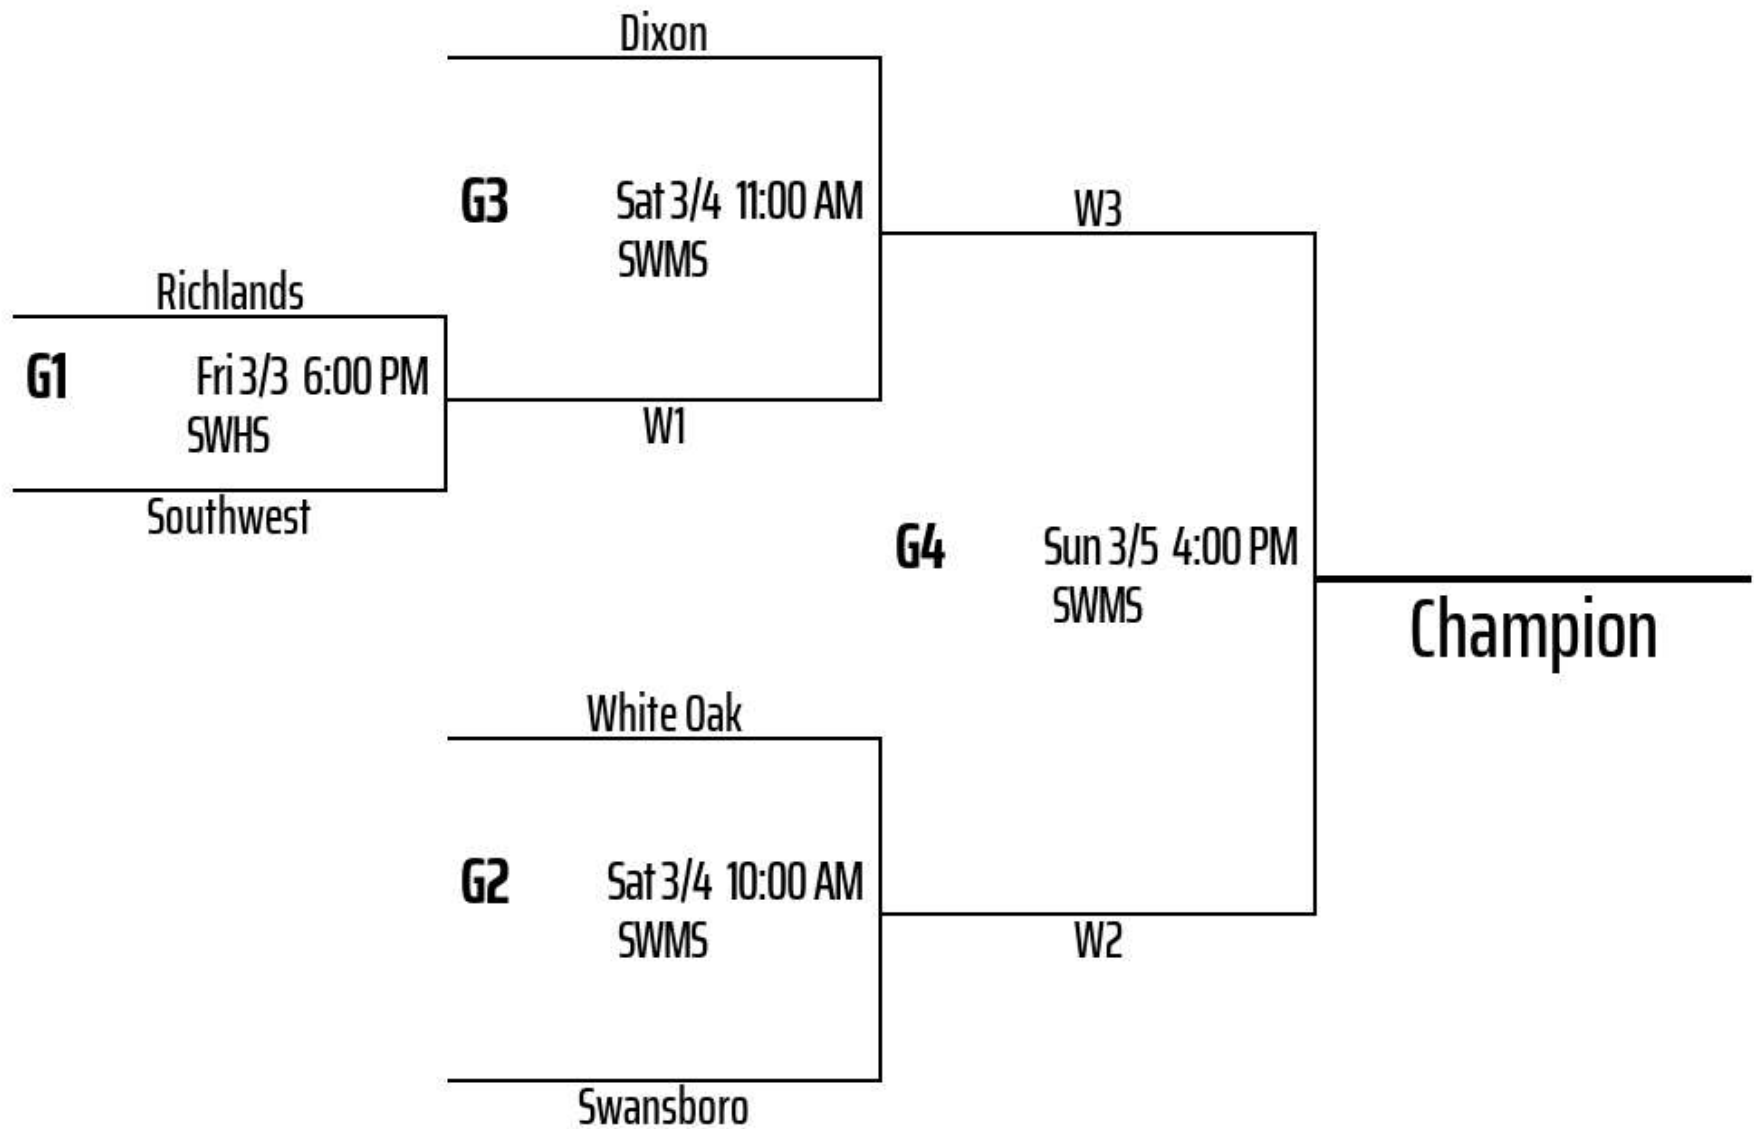 Dixon
G3 Sat 3/4 11:00 AM
SWMS
W3
Richlands
G1 Fri 3/3 6:00 PM
SWHS
W1
Southwest
G4 Sun 3/5 4:00 PM
SWMS
Champion
White Oak
G2 Sat 3/4 10:00 AM
SWMS
W2
Swansboro